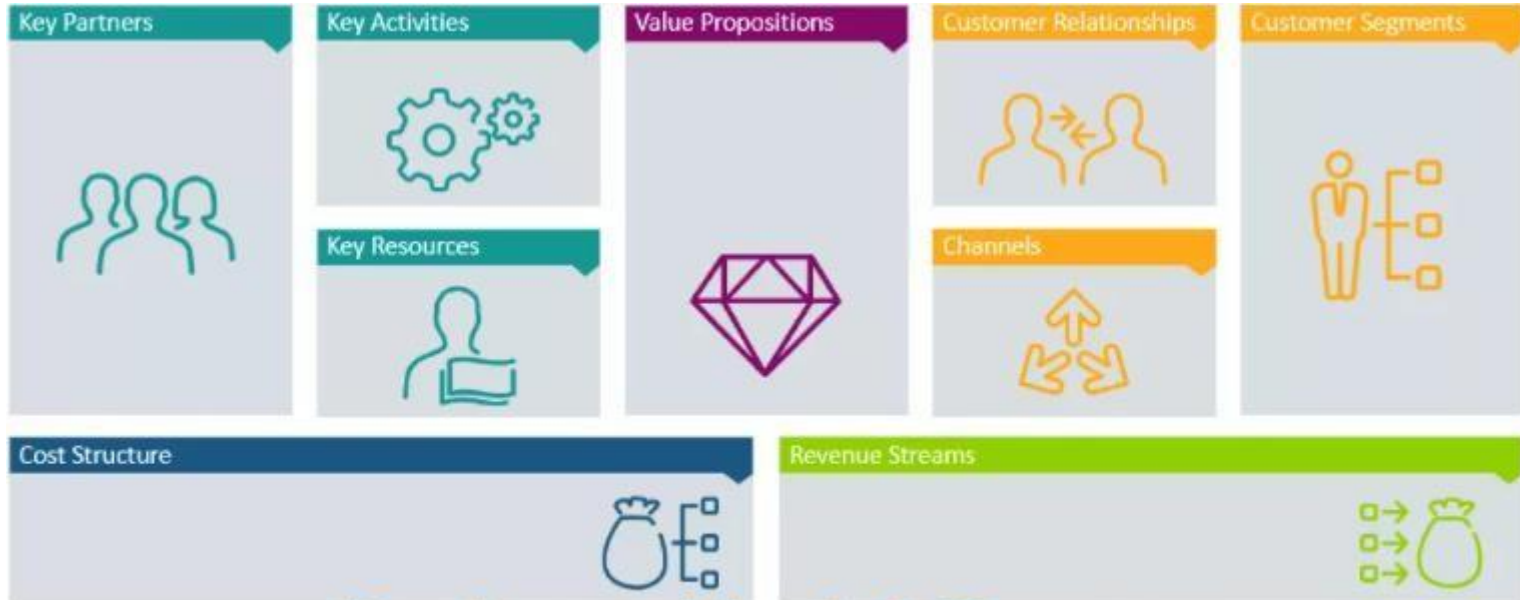 Key Partners
Key Activities
Value Propositions
Customer Relationships
Customer Segments
Key Resources
Channels
Cost Structure
Revenue Streams